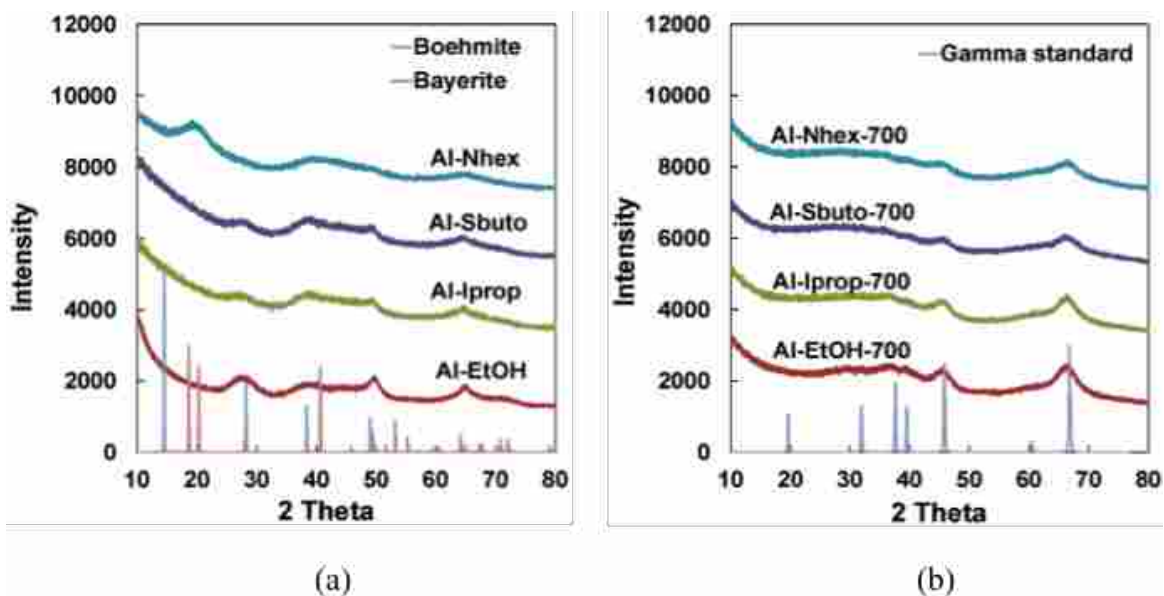 12000
10000
8000
6000
4000
2000
0
Intensity
Boehmite
Bayerite
Al-Nhex
Al-Sbuto
Al-Iprop
Al-EtOH
10 20 30 40 50 60 70 80
2 Theta
(a)
12000
10000
8000
6000
4000
2000
0
Intensity
Gamma standard
Al-Nhex-700
Al-Sbuto-700
Al-Iprop-700
Al-EtOH-700
10 20 30 40 50 60 70 80
2 Theta
(b)